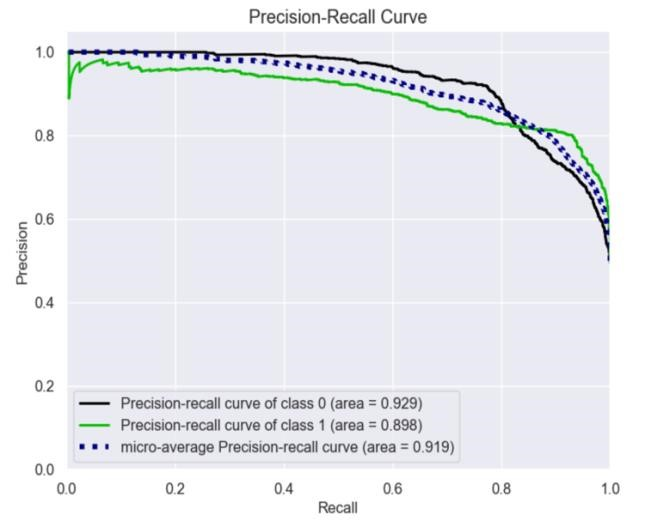 Precision-Recall Curve
1.0
0.8
0.6
0.4
0.2
0.0
Precision
Precision-recall curve of class 0 (area = 0.929)
Precision-recall curve of class 1 (area = 0.898)
micro-average Precision-recall curve (area = 0.919)
0.0 0.2 0.4 0.6 0.8 1.0
Recall